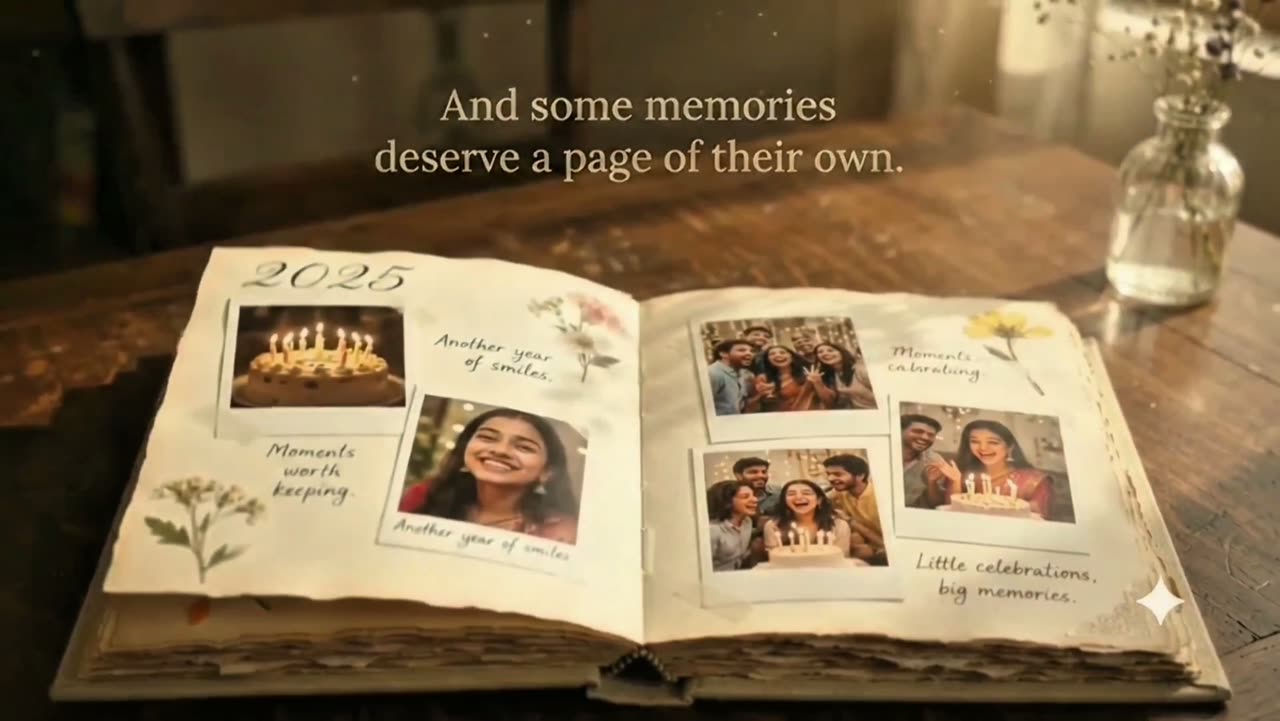 And some memories
deserve a page of their own.
2025
Another year
of smiles.
Moments
worth
keeping.
Another year of smiles
Moments
Little celebrations,
big memories.